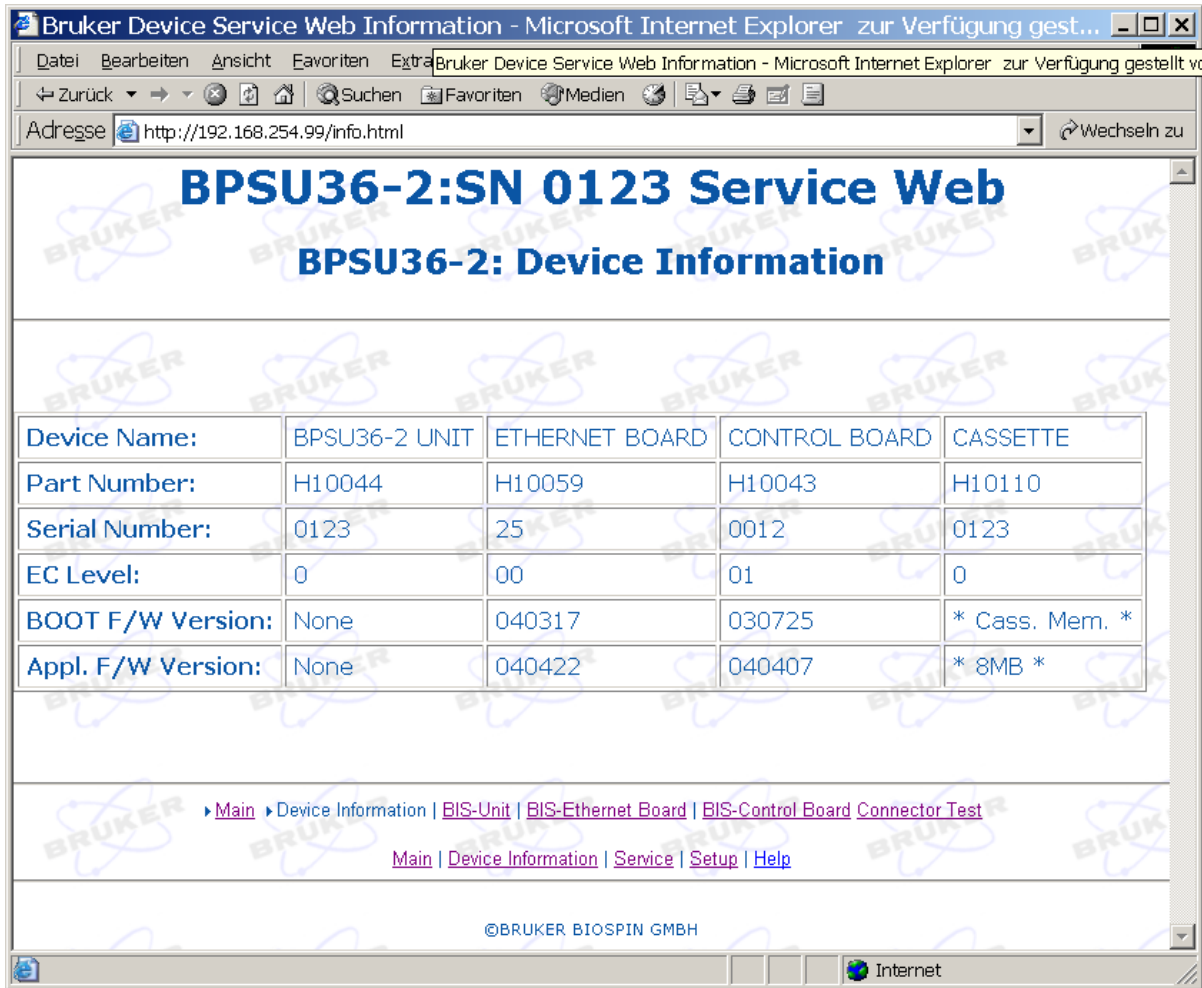 Bruker Device Service Web Information - Microsoft Internet Explorer zur Verfügung gest...
Datei Bearbeiten Ansicht Favoriten Extra
Bruker Device Service Web Information - Microsoft Internet Explorer zur Verfügung gestellt vo
Zurück Suchen Favoriten Medien
Adresse http://192.168.254.99/info.html Wechseln zu
BPSU36-2:SN 0123 Service Web
BPSU36-2: Device Information
Device Name: BPSU36-2 UNIT ETHERNET BOARD CONTROL BOARD CASSETTE
Part Number: H10044 H10059 H10043 H10110
Serial Number: 0123 25 0012 0123
EC Level: 0 00 01 0
BOOT F/W Version: None 040317 030725 * Cass. Mem. *
Appl. F/W Version: None 040422 040407 * 8MB *
Main Device Information | BIS-Unit | BIS-Ethernet Board | BIS-Control Board Connector Test
Main | Device Information | Service | Setup | Help
©BRUKER BIOSPIN GMBH
Internet